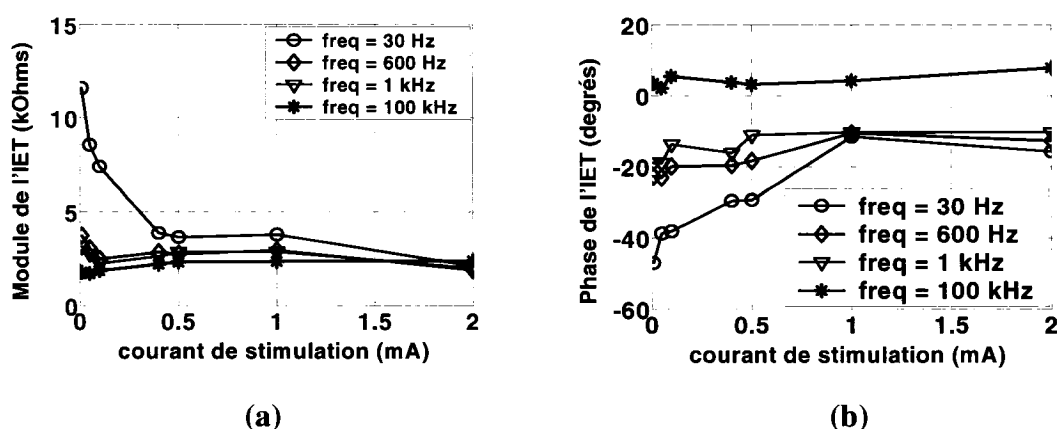 Module de l'IET (kOhms)
15
10
5
0
freq = 30 Hz
freq = 600 Hz
freq = 1 kHz
freq = 100 kHz
0 0.5 1 1.5 2
courant de stimulation (mA)
(a)
Phase de l'IET (degrés)
20
0
-20
-40
-60
freq = 30 Hz
freq = 600 Hz
freq = 1 kHz
freq = 100 kHz
0 0.5 1 1.5 2
courant de stimulation (mA)
(b)